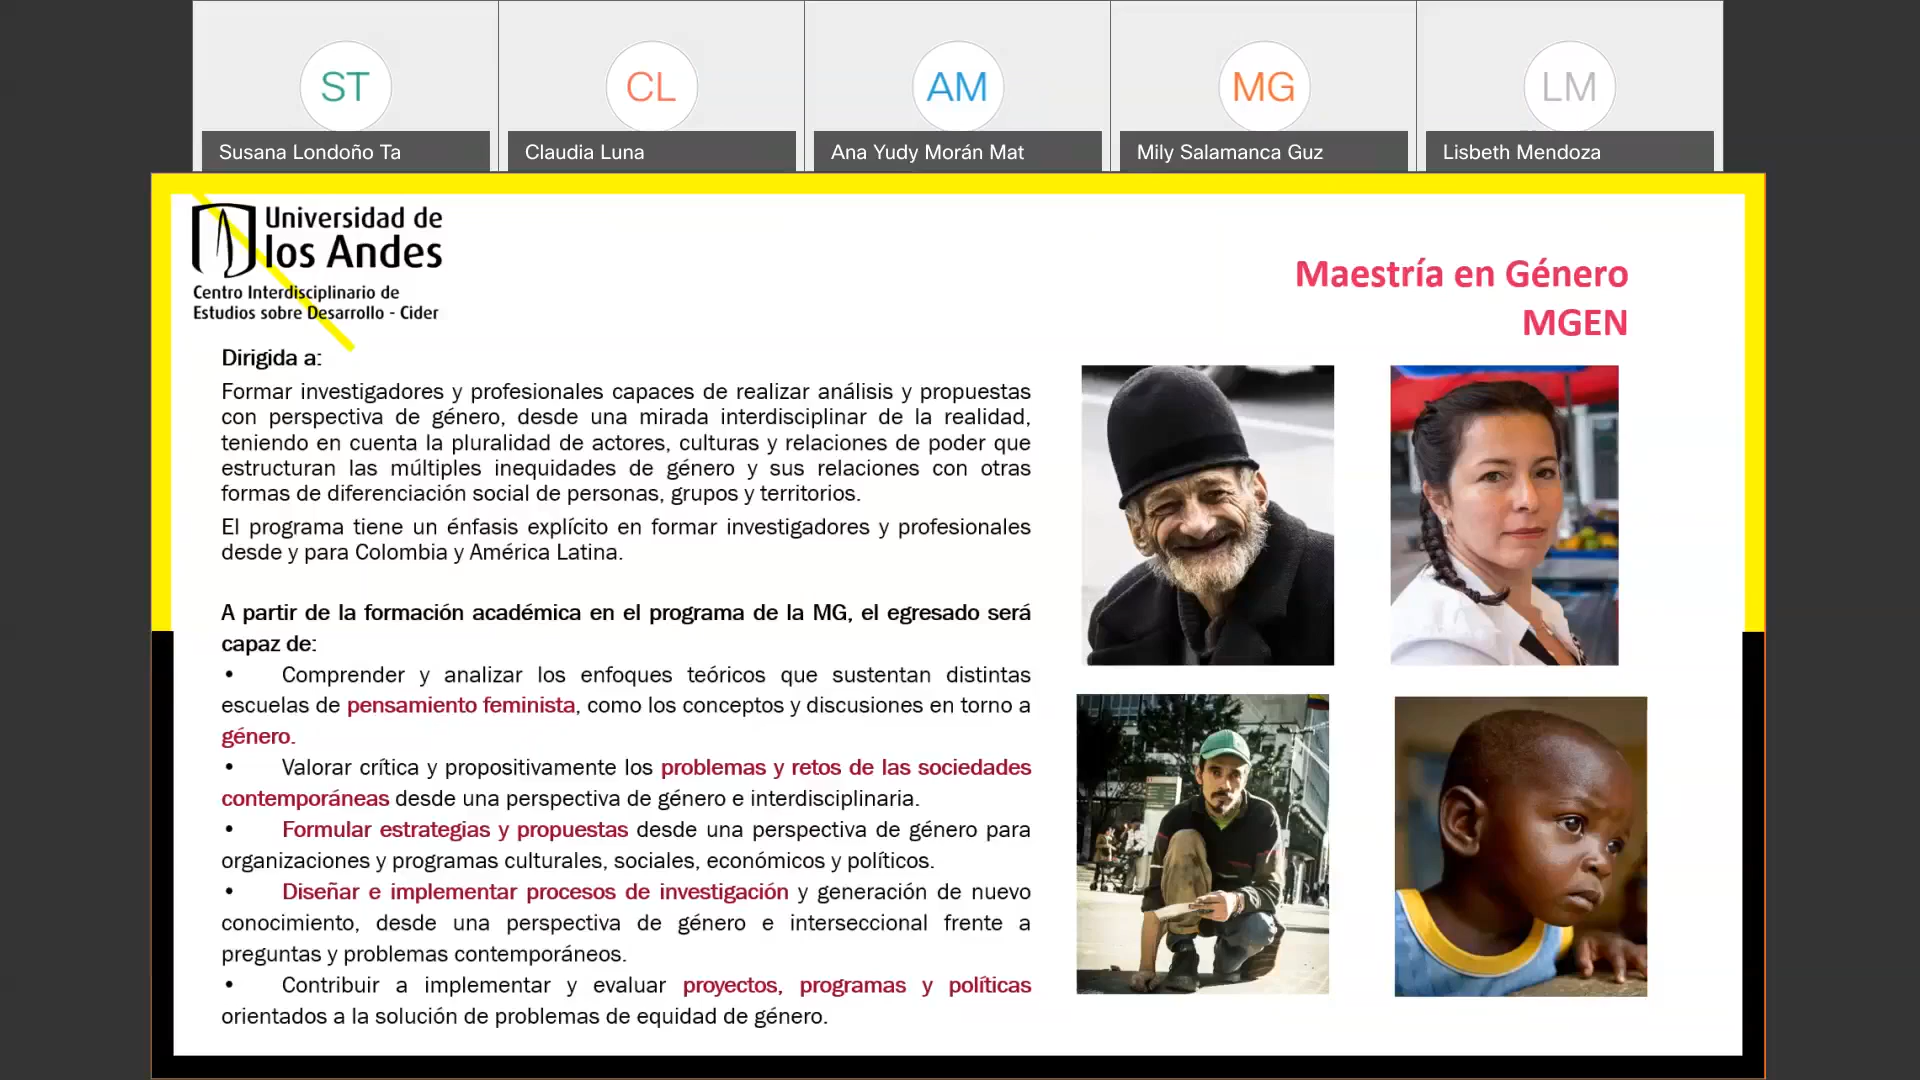 ST
CL
AM
MG
LM
Susana Londoño Ta
Claudia Luna
Ana Yudy Morán Mat
Mily Salamanca Guz
Lisbeth Mendoza
Universidad de
los Andes
Centro Interdisciplinario de
Estudios sobre Desarrollo - Cider
Maestría en Género
MGEN
Dirigida a:
Formar investigadores y profesionales capaces de realizar análisis y propuestas
con perspectiva de género, desde una mirada interdisciplinar de la realidad,
teniendo en cuenta la pluralidad de actores, culturas y relaciones de poder que
estructuran las múltiples inequidades de género y sus relaciones con otras
formas de diferenciación social de personas, grupos y territorios.
El programa tiene un énfasis explícito en formar investigadores y profesionales
desde y para Colombia y América Latina.
A partir de la formación académica en el programa de la MG, el egresado será
capaz de:
• Comprender y analizar los enfoques teóricos que sustentan distintas
escuelas de pensamiento feminista, como los conceptos y discusiones en torno a
género.
• Valorar crítica y propositivamente los problemas y retos de las sociedades
contemporáneas desde una perspectiva de género e interdisciplinaria.
• Formular estrategias y propuestas desde una perspectiva de género para
organizaciones y programas culturales, sociales, económicos y políticos.
• Diseñar e implementar procesos de investigación y generación de nuevo
conocimiento, desde una perspectiva de género e interseccional frente a
preguntas y problemas contemporáneos.
• Contribuir a implementar y evaluar proyectos, programas y políticas
orientados a la solución de problemas de equidad de género.